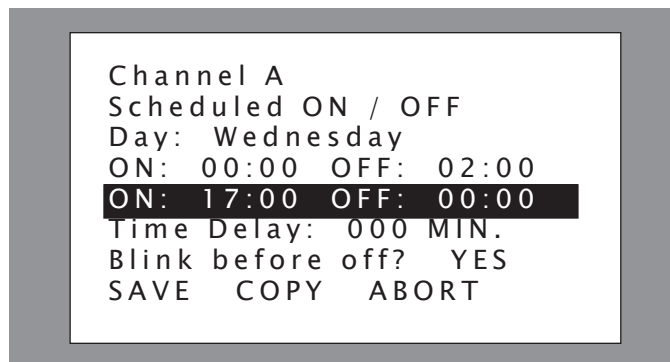 Channel A
Scheduled ON / OFF
Day: Wednesday
ON: 00:00 OFF: 02:00
ON: 17:00 OFF: 00:00
Time Delay: 000 MIN.
Blink before off? YES
SAVE COPY ABORT